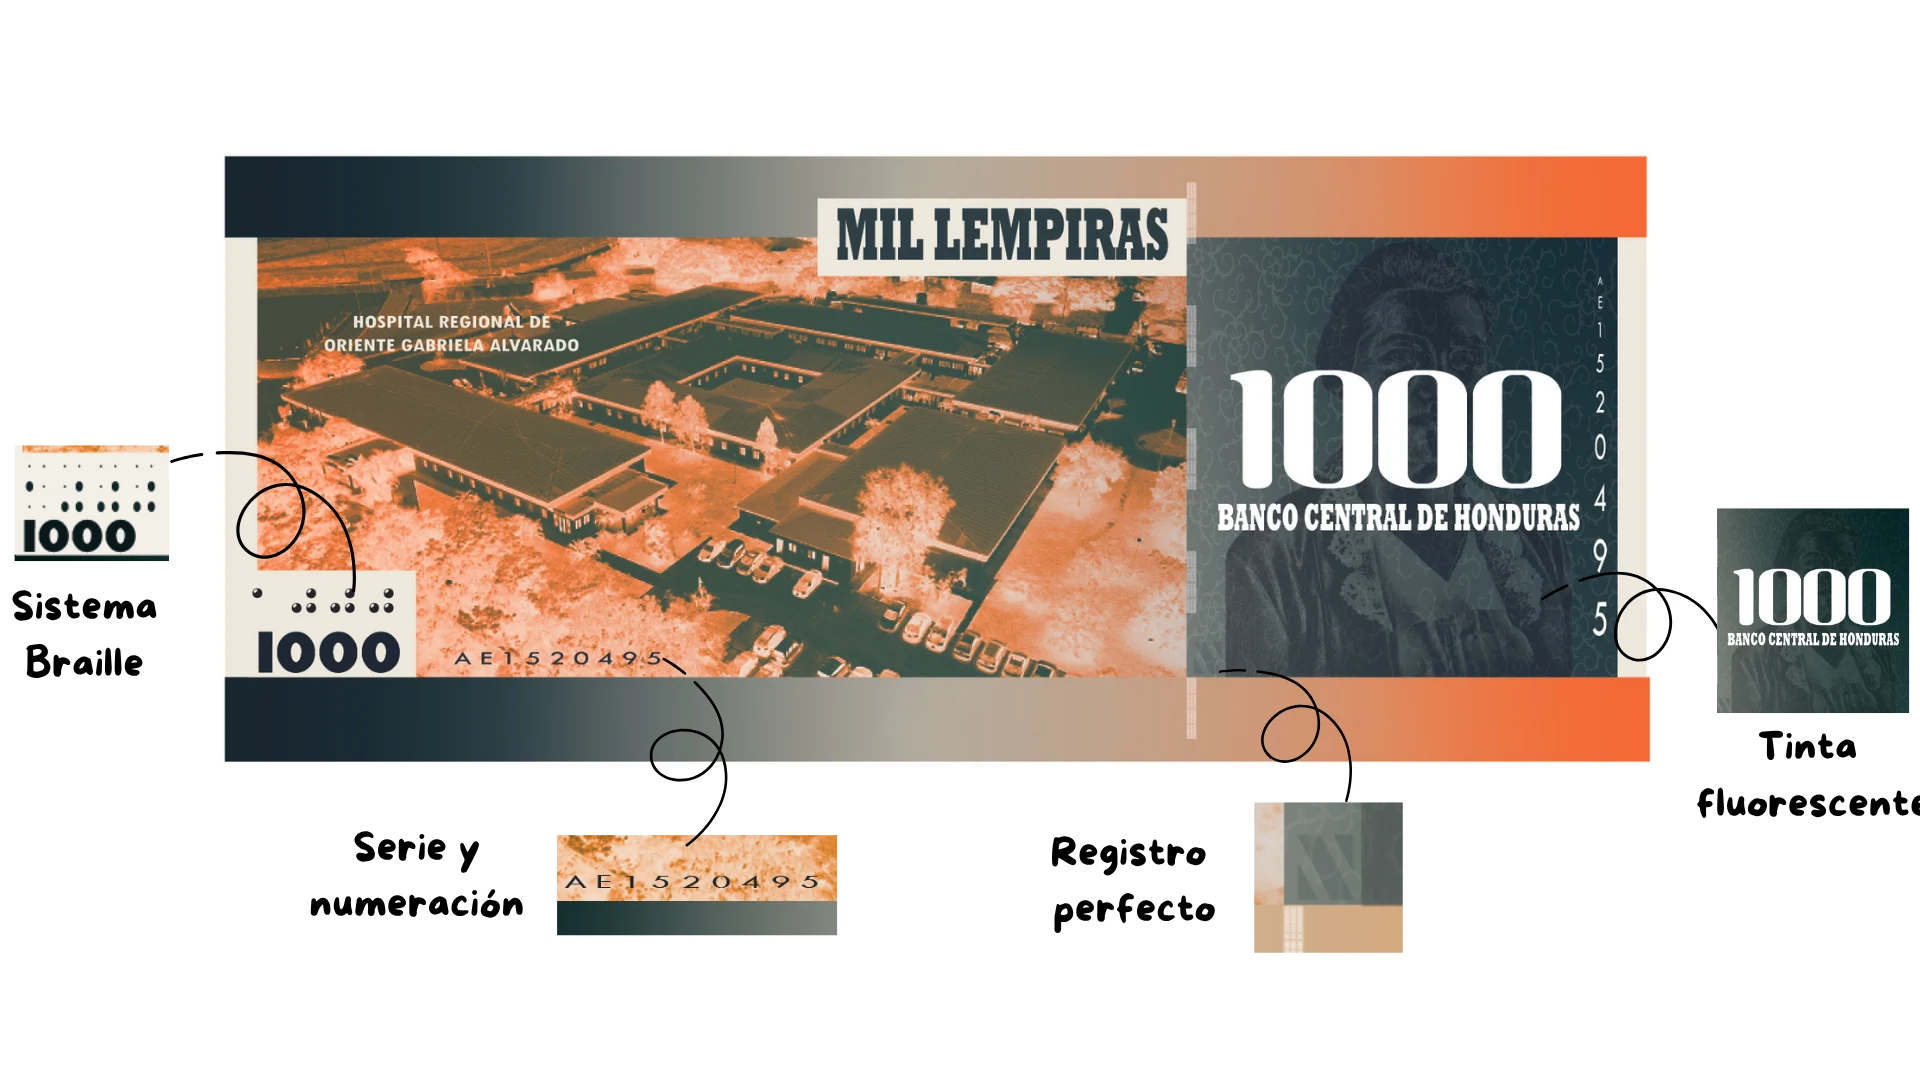 MIL LEMPIRAS
HOSPITAL REGIONAL DE
ORIENTE GABRIELA ALVARADO
1000
BANCO CENTRAL DE HONDURAS
AE1520495
1000
AE1520495
1000
Sistema
Braille
Serie y
numeración
AE1520495
Registro
perfecto
1000
BANCO CENTRAL DE HONDURAS
Tinta
fluorescente